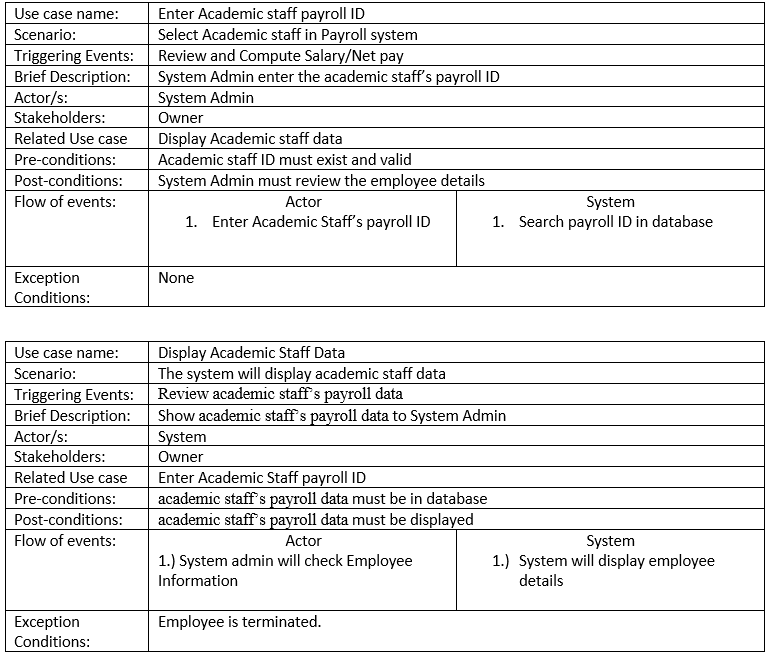 Use case name: Enter Academic staff payroll ID
Scenario: Select Academic staff in Payroll system
Triggering Events: Review and Compute Salary/Net pay
Brief Description: System Admin enter the academic staff's payroll ID
Actor/s: System Admin
Stakeholders: Owner
Related Use case Display Academic staff data
Pre-conditions: Academic staff ID must exist and valid
Post-conditions: System Admin must review the employee details
Flow of events: Actor System
1. Enter Academic Staff's payroll ID 1. Search payroll ID in database
Exception None
Conditions:
Use case name: Display Academic Staff Data
Scenario: The system will display academic staff data
Triggering Events: Review academic staff's payroll data
Brief Description: Show academic staff's payroll data to System Admin
Actor/s: System
Stakeholders: Owner
Related Use case Enter Academic Staff payroll ID
Pre-conditions: academic staff's payroll data must be in database
Post-conditions: academic staff's payroll data must be displayed
Flow of events: Actor System
1.) System admin will check Employee 1.) System will display employee
Information details
Exception Employee is terminated.
Conditions: